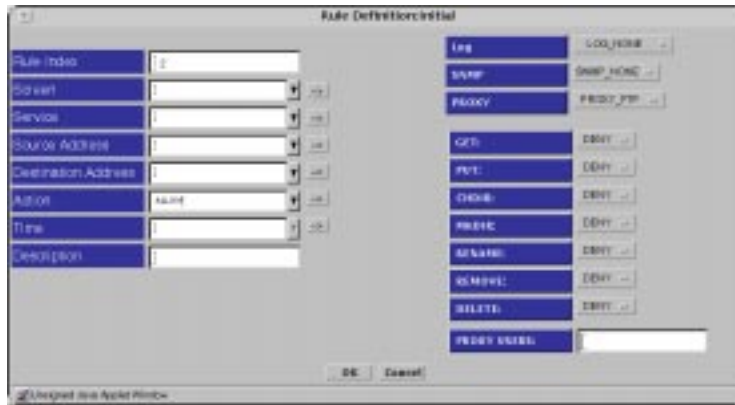 Rule Definition:Initial
Rule Index
Screen
Service
Source Address
Destination Address
Action
ALLOW
Time
Description
Log
LOG_NONE
SNMP
SNMP_NONE
PROXY
PROXY_FTP
GET:
DENY
PUT:
DENY
CHDIR:
DENY
MKDIR:
DENY
RENAME:
DENY
REMOVE:
DENY
DELETE:
DENY
PROXY USERS:
OK
Cancel
Unsigned Java Applet Window